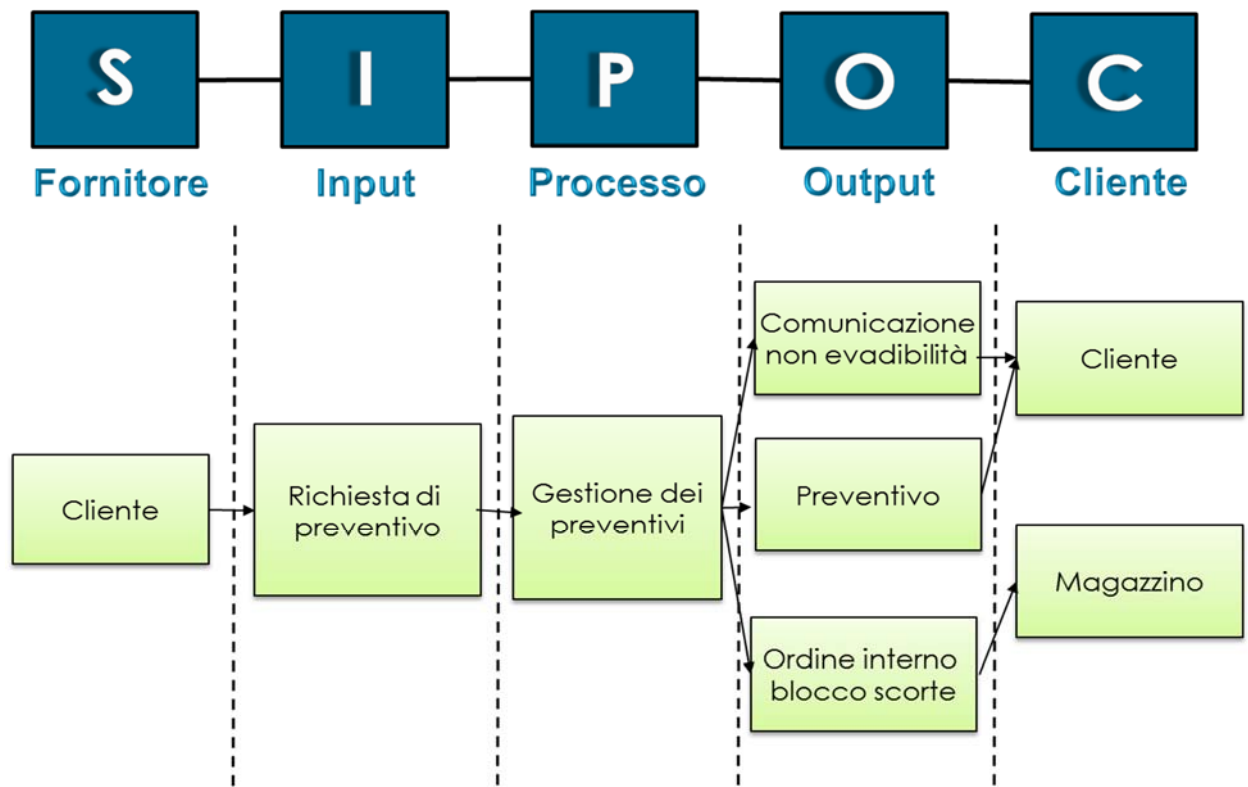 S I P O C
Fornitore Input Processo Output Cliente
Comunicazione
non evadibilità
Cliente
Cliente
Richiesta di
preventivo
Gestione dei
preventivi
Preventivo
Magazzino
Ordine interno
blocco scorte